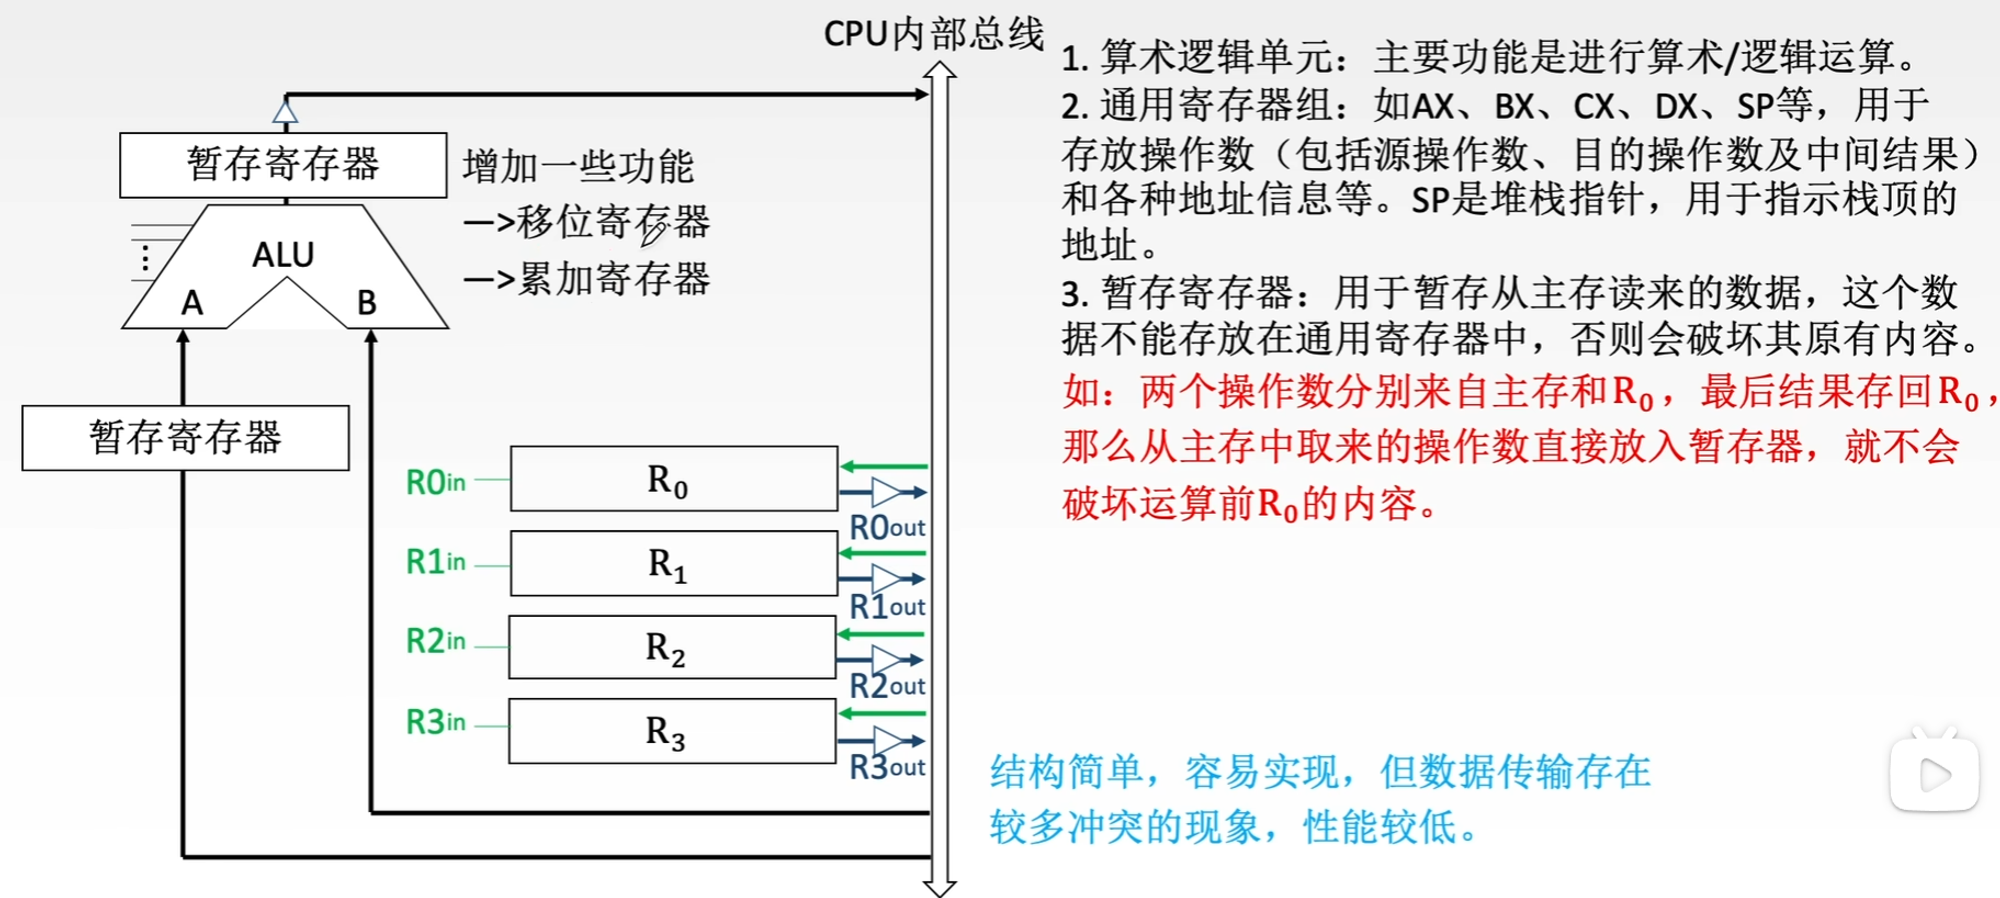 CPU内部总线
暂存寄存器
增加一些功能
—>移位寄存器
—>累加寄存器
ALU
A
B
暂存寄存器
R0in
R₀
R0out
R1in
R₁
R1out
R2in
R₂
R2out
R3in
R₃
R3out
1. 算术逻辑单元：主要功能是进行算术/逻辑运算。
2. 通用寄存器组：如AX、BX、CX、DX、SP等，用于
存放操作数（包括源操作数、目的操作数及中间结果）
和各种地址信息等。SP是堆栈指针，用于指示栈顶的
地址。
3. 暂存寄存器：用于暂存从主存读来的数据，这个数
据不能存放在通用寄存器中，否则会破坏其原有内容。
如：两个操作数分别来自主存和R₀，最后结果存回R₀，
那么从主存中取来的操作数直接放入暂存器，就不会
破坏运算前R₀的内容。
结构简单，容易实现，但数据传输存在
较多冲突的现象，性能较低。